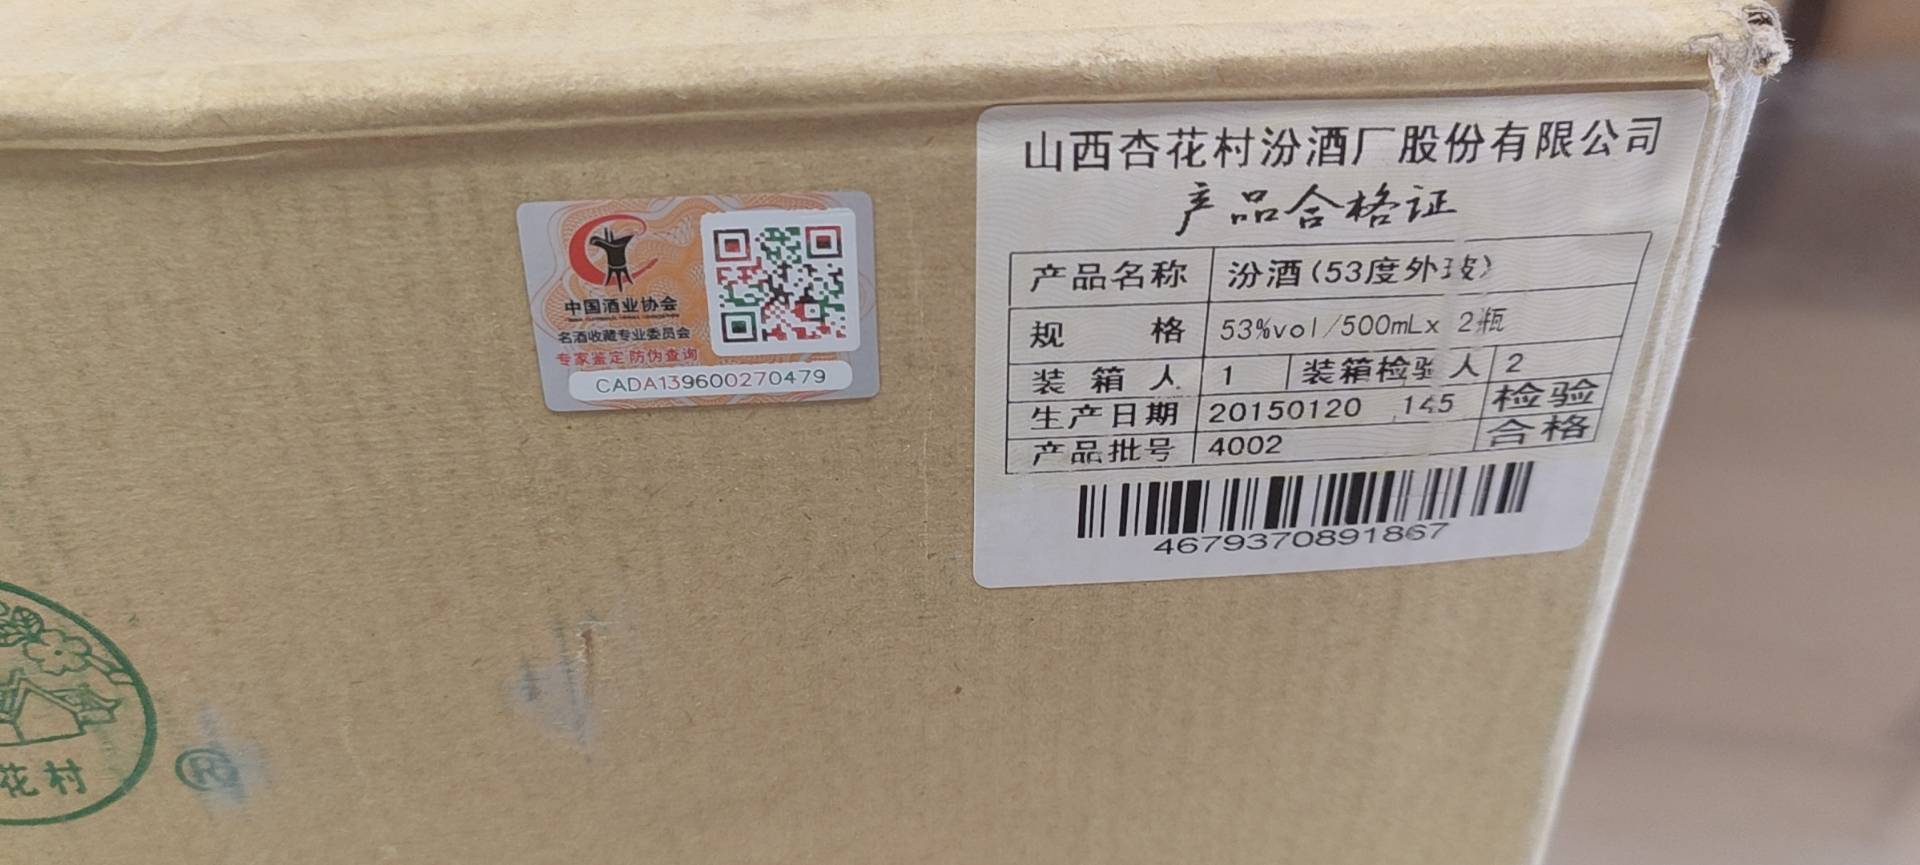 山西杏花村汾酒厂股份有限公司
产品合格证
产品名称 汾酒(53度外玻)
规 格 53%vol/500mLx 2瓶
装箱人 1 装箱检验人 2
生产日期 20150120 145 检验
产品批号 4002 合格
4679370891867
中国酒业协会
名酒收藏专业委员会
专家鉴定 防伪查询
CADA139600270479
花村
®